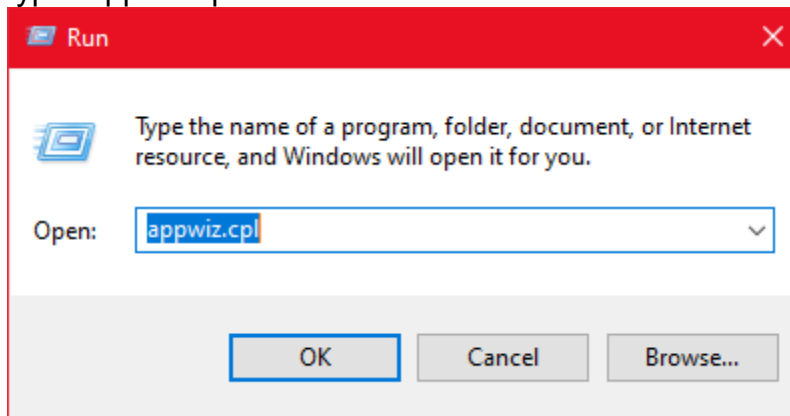 Run
Type the name of a program, folder, document, or Internet
resource, and Windows will open it for you.
Open:
appwiz.cpl
OK
Cancel
Browse...